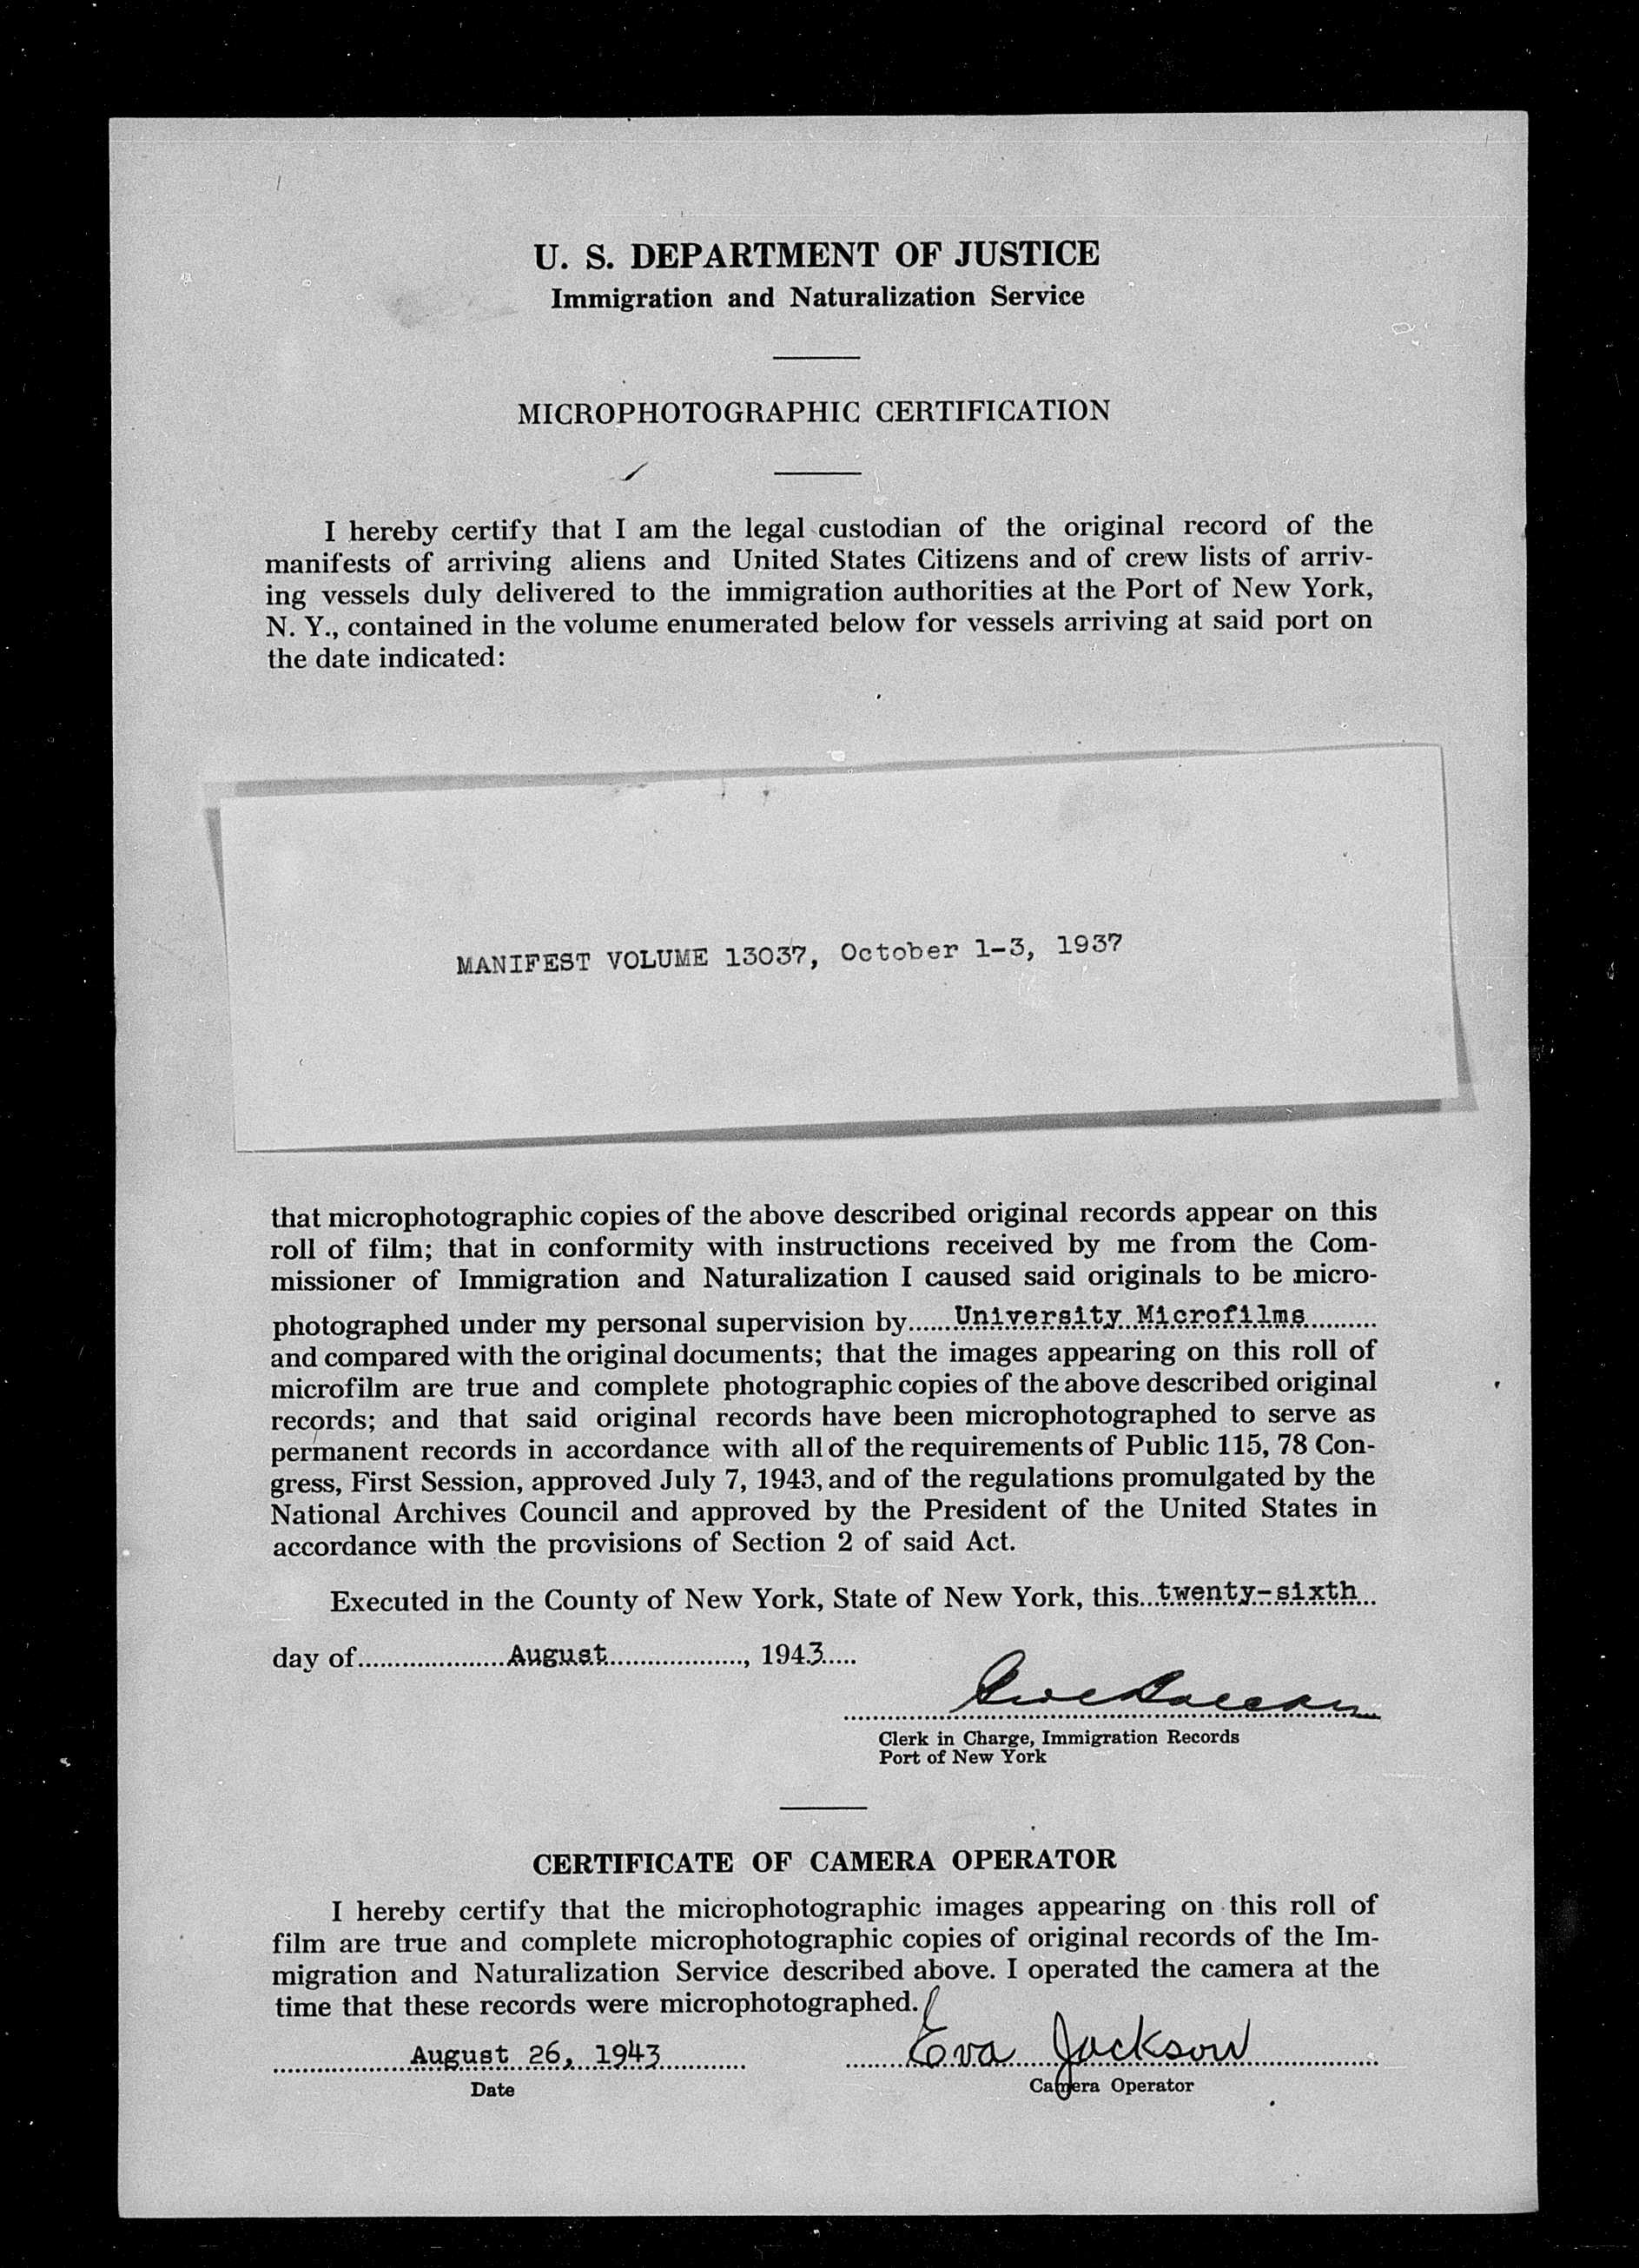 U. S. DEPARTMENT OF JUSTICE
Immigration and Naturalization Service
MICROPHOTOGRAPHIC CERTIFICATION
I hereby certify that I am the legal custodian of the original record of the
manifests of arriving aliens and United States Citizens and of crew lists of arriv-
ing vessels duly delivered to the immigration authorities at the Port of New York,
N. Y., contained in the volume enumerated below for vessels arriving at said port on
the date indicated:
MANIFEST VOLUME 13037, October 1-3, 1937
that microphotographic copies of the above described original records appear on this
roll of film; that in conformity with instructions received by me from the Com-
missioner of Immigration and Naturalization I caused said originals to be micro-
photographed under my personal supervision by......University Microfilms..........
and compared with the original documents; that the images appearing on this roll of
microfilm are true and complete photographic copies of the above described original
records; and that said original records have been microphotographed to serve as
permanent records in accordance with all of the requirements of Public 115, 78 Con-
gress, First Session, approved July 7, 1943, and of the regulations promulgated by the
National Archives Council and approved by the President of the United States in
accordance with the provisions of Section 2 of said Act.
Executed in the County of New York, State of New York, this...twenty-sixth...
day of....................August..................., 1943.....
Clerk in Charge, Immigration Records
Port of New York
CERTIFICATE OF CAMERA OPERATOR
I hereby certify that the microphotographic images appearing on this roll of
film are true and complete microphotographic copies of original records of the Im-
migration and Naturalization Service described above. I operated the camera at the
time that these records were microphotographed.
August 26, 1943 Eva Jackson
Date Camera Operator